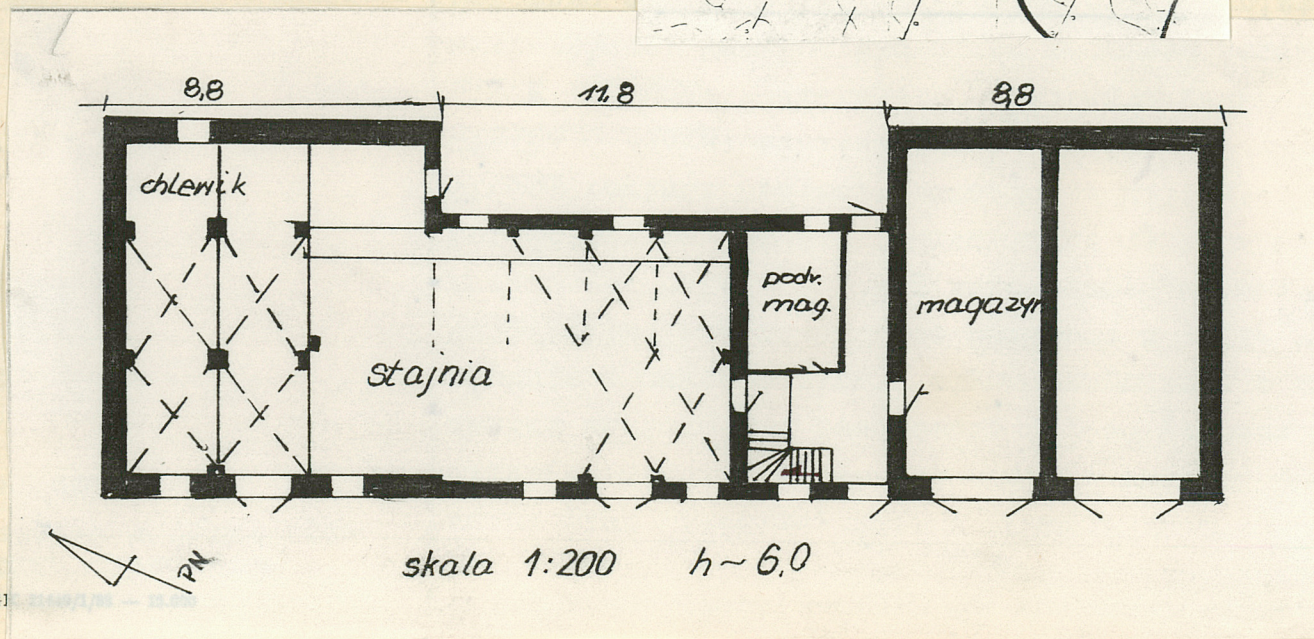 8,8
11,8
8,8
chlewik
podr.
mag.
magazyn
stajnia
PN
skala 1:200 h~6,0